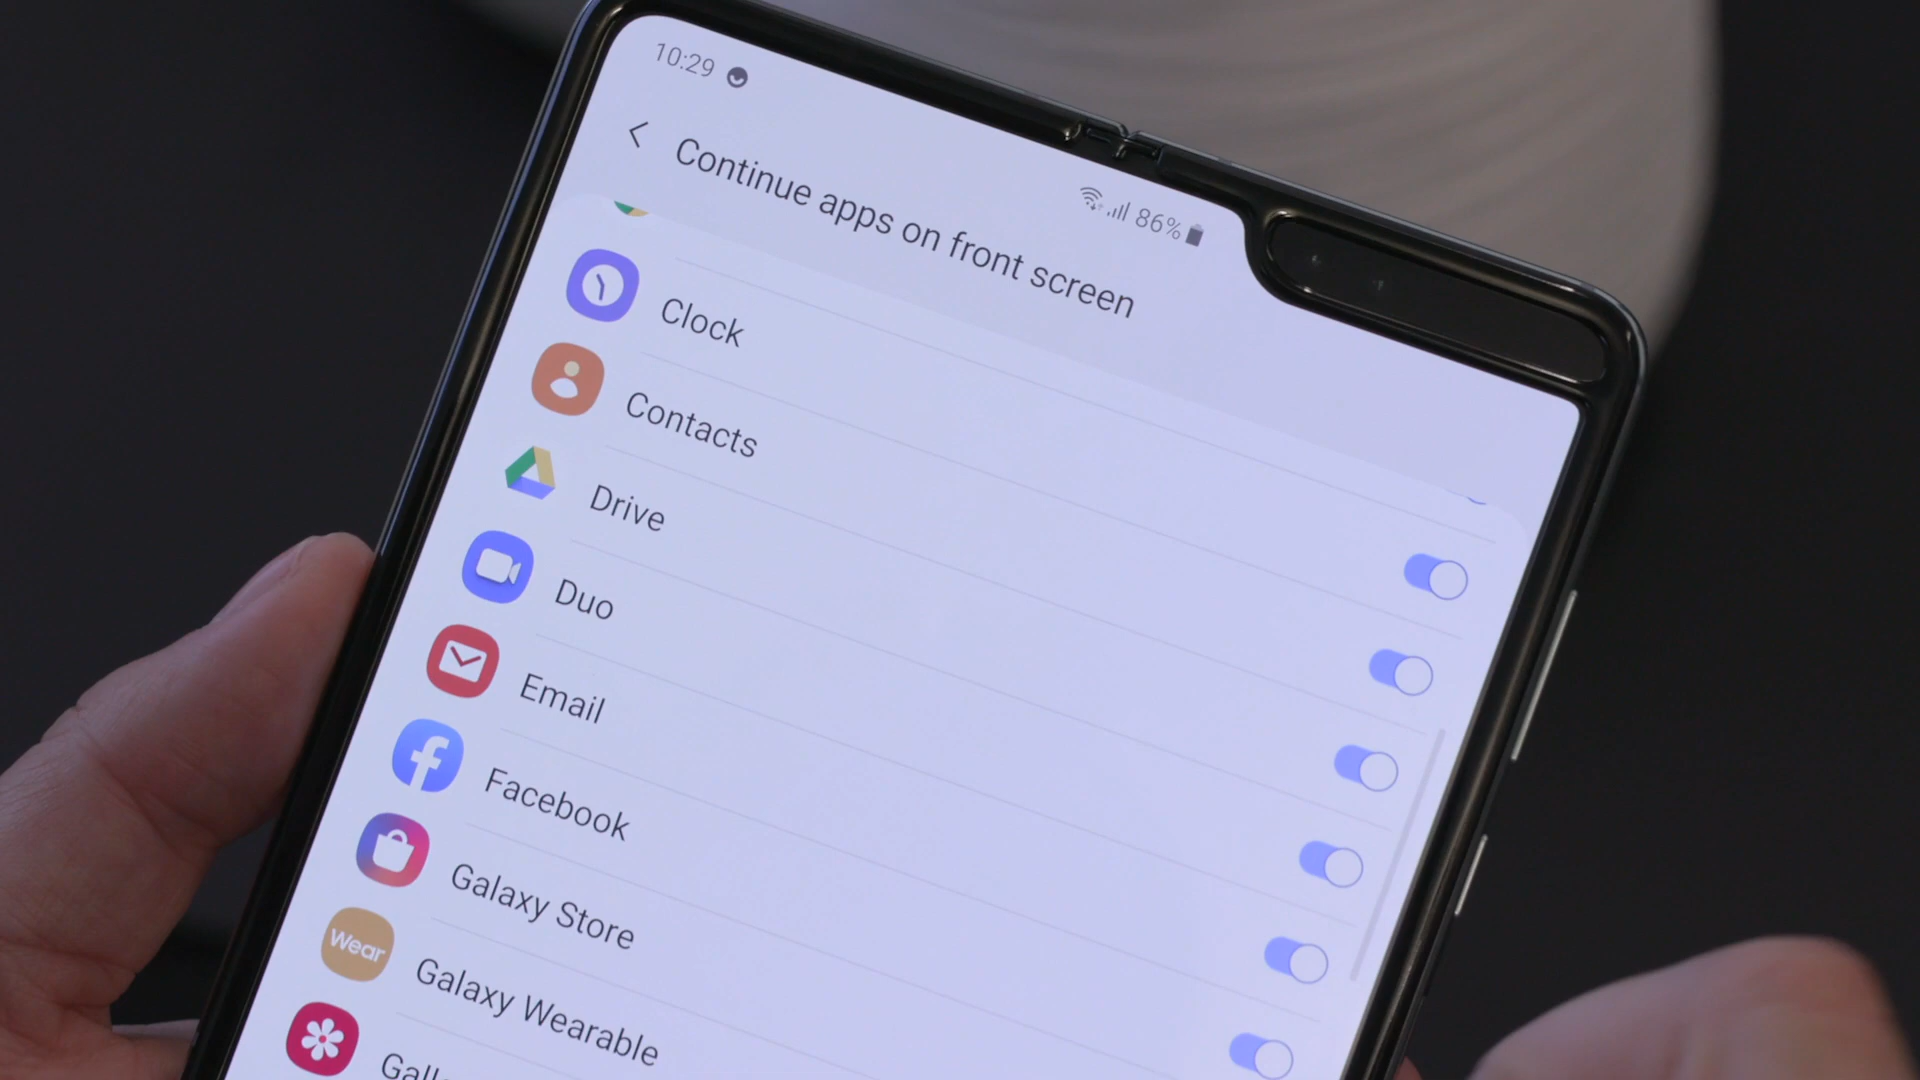 10:29
86%
Continue apps on front screen
Clock
Contacts
Drive
Duo
Email
Facebook
Galaxy Store
Wear
Galaxy Wearable